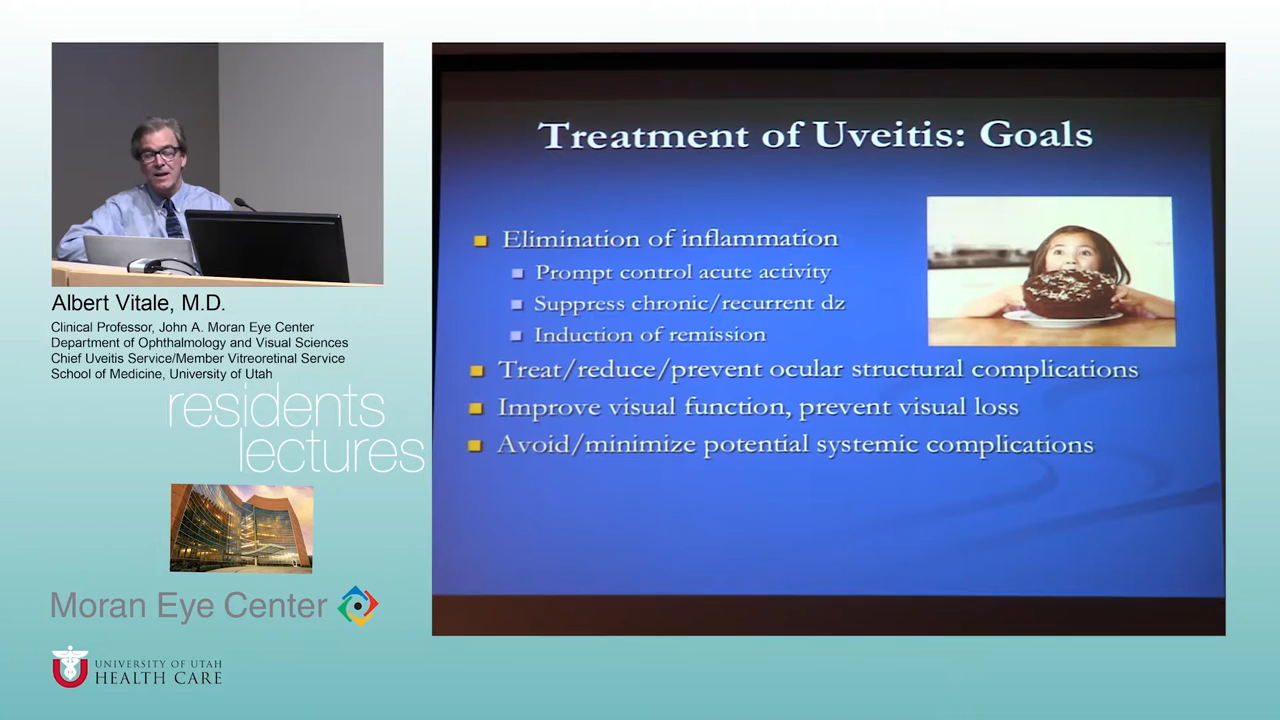 Albert Vitale, M.D.
Clinical Professor, John A. Moran Eye Center
Department of Ophthalmology and Visual Sciences
Chief Uveitis Service/Member Vitreoretinal Service
School of Medicine, University of Utah
residents
lectures
Moran Eye Center
UNIVERSITY OF UTAH
HEALTH CARE
Treatment of Uveitis: Goals
Elimination of inflammation
Prompt control acute activity
Suppress chronic/recurrent dz
Induction of remission
Treat/reduce/prevent ocular structural complications
Improve visual function, prevent visual loss
Avoid/minimize potential systemic complications